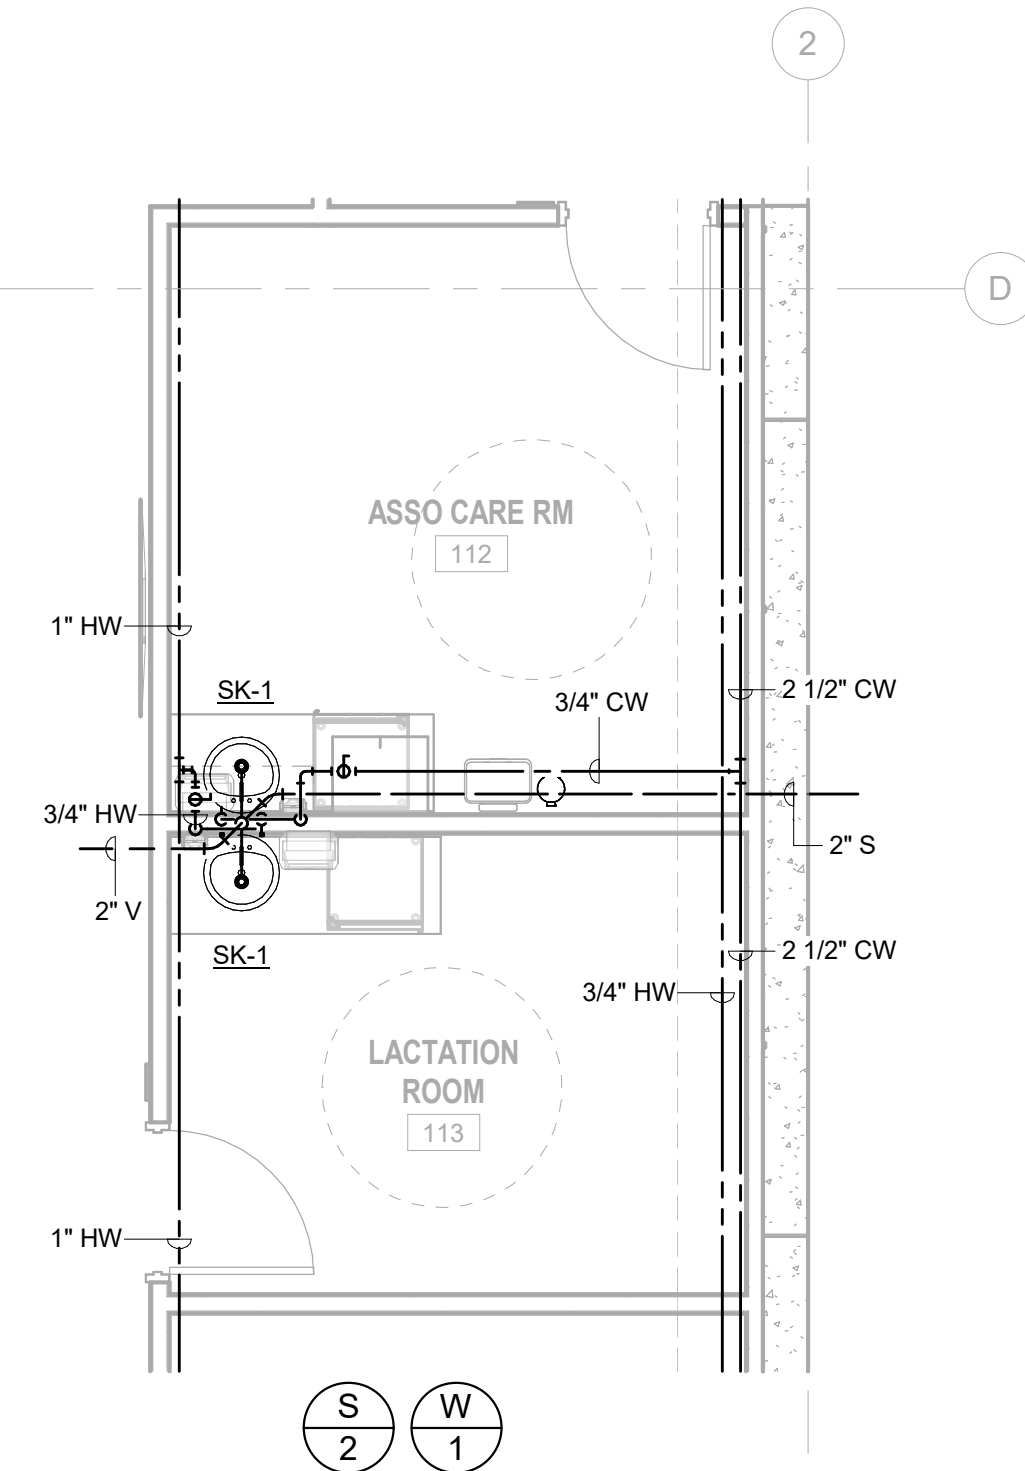 2
D
ASSO CARE RM
112
1" HW
SK-1
3/4" CW
2 1/2" CW
3/4" HW
2" S
2" V
SK-1
2 1/2" CW
3/4" HW
LACTATION
ROOM
113
1" HW
S
2
W
1